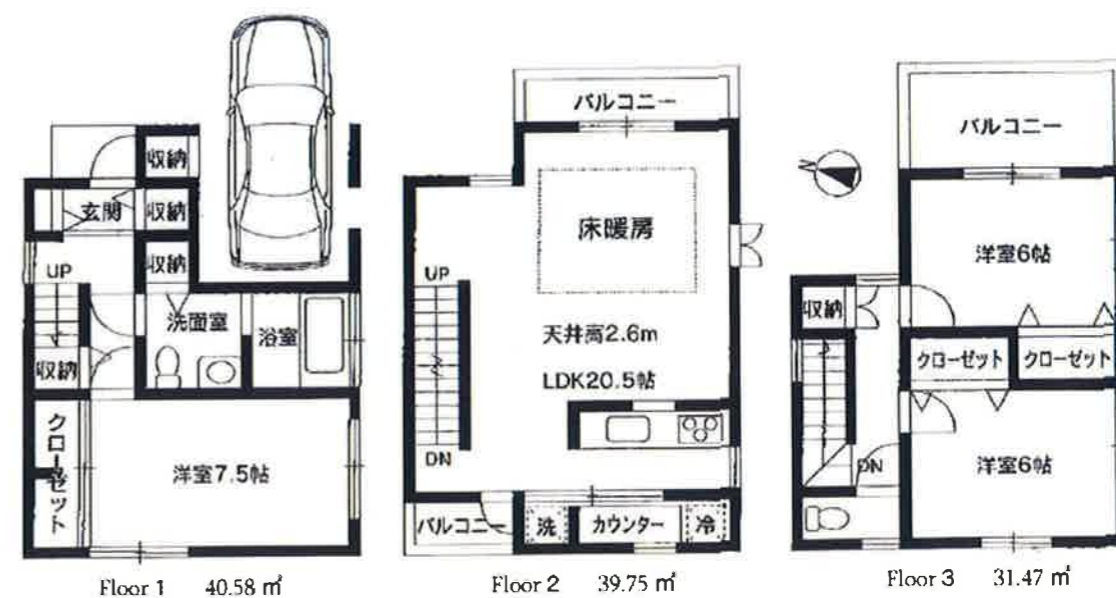 収納
玄関
収納
UP
収納
洗面室
浴室
収納
クローゼット
洋室7.5帖
Floor 1 40.58 ㎡
バルコニー
床暖房
UP
天井高2.6m
LDK20.5帖
DN
バルコニー
洗
カウンター
冷
Floor 2 39.75 ㎡
N
バルコニー
洋室6帖
収納
クローゼット
クローゼット
DN
洋室6帖
Floor 3 31.47 ㎡